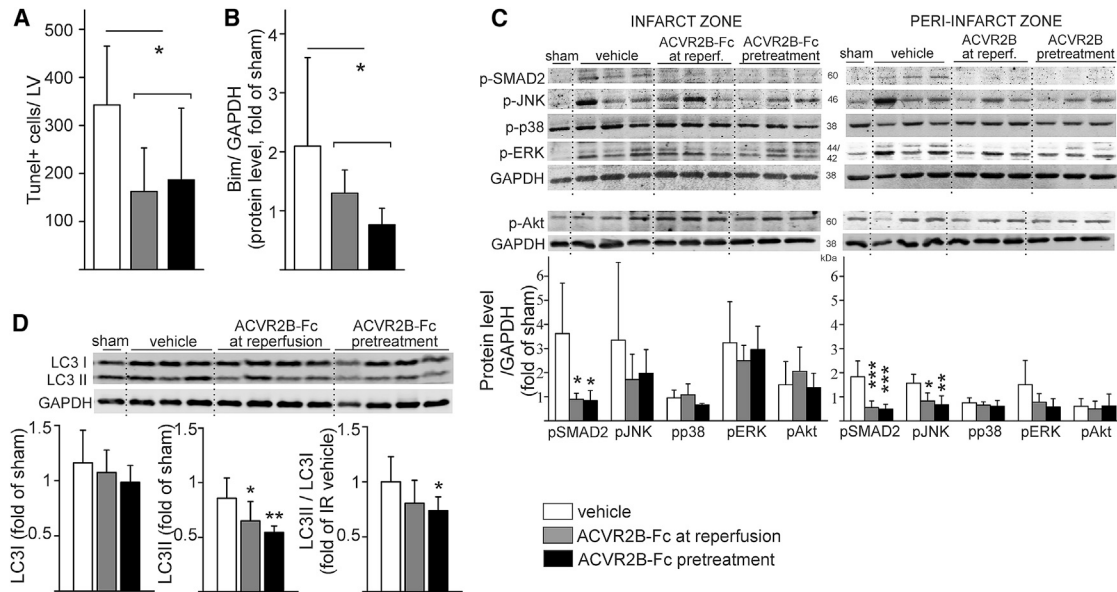 A
Tunel+ cells/ LV
500
400
300
200
100
*
B
Bim/ GAPDH
(protein level, fold of sham)
4
3
2
1
*
C
INFARCT ZONE
PERI-INFARCT ZONE
sham
vehicle
ACVR2B-Fc
at reperf.
ACVR2B-Fc
pretreatment
sham
vehicle
ACVR2B
at reperf.
ACVR2B
pretreatment
p-SMAD2
60
p-JNK
46
p-p38
38
p-ERK
44/
42
GAPDH
38
p-Akt
60
GAPDH
38
kDa
Protein level
/GAPDH
(fold of sham)
6
5
4
3
2
1
* *
pSMAD2 pJNK pp38 pERK pAkt
6
5
4
3
2
1
*** *** * **
pSMAD2 pJNK pp38 pERK pAkt
D
sham
vehicle
ACVR2B-Fc
at reperfusion
ACVR2B-Fc
pretreatment
LC3 I
LC3 II
GAPDH
LC3I (fold of sham)
1.5
1
0.5
LC3II (fold of sham)
1.5
1
0.5
* **
LC3II / LC3I
(fold of IR vehicle)
1.5
1
0.5
*
vehicle
ACVR2B-Fc at reperfusion
ACVR2B-Fc pretreatment